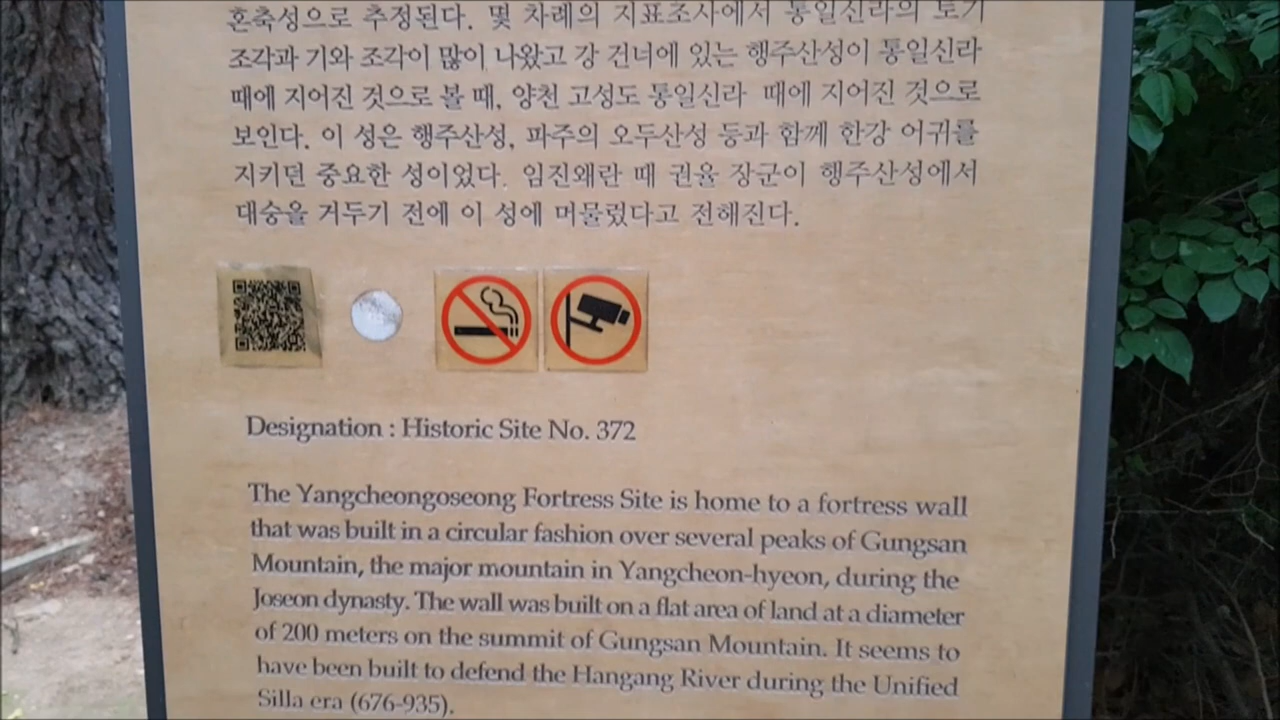 혼축성으로 추정된다. 몇 차례의 지표조사에서 통일신라의 토기
조각과 기와 조각이 많이 나왔고 강 건너에 있는 행주산성이 통일신라
때에 지어진 것으로 볼 때, 양천 고성도 통일신라 때에 지어진 것으로
보인다. 이 성은 행주산성, 파주의 오두산성 등과 함께 한강 어귀를
지키던 중요한 성이었다. 임진왜란 때 권율 장군이 행주산성에서
대승을 거두기 전에 이 성에 머물렀다고 전해진다.
Designation : Historic Site No. 372
The Yangcheongoseong Fortress Site is home to a fortress wall
that was built in a circular fashion over several peaks of Gungsan
Mountain, the major mountain in Yangcheon-hyeon, during the
Joseon dynasty. The wall was built on a flat area of land at a diameter
of 200 meters on the summit of Gungsan Mountain. It seems to
have been built to defend the Hangang River during the Unified
Silla era (676-935).